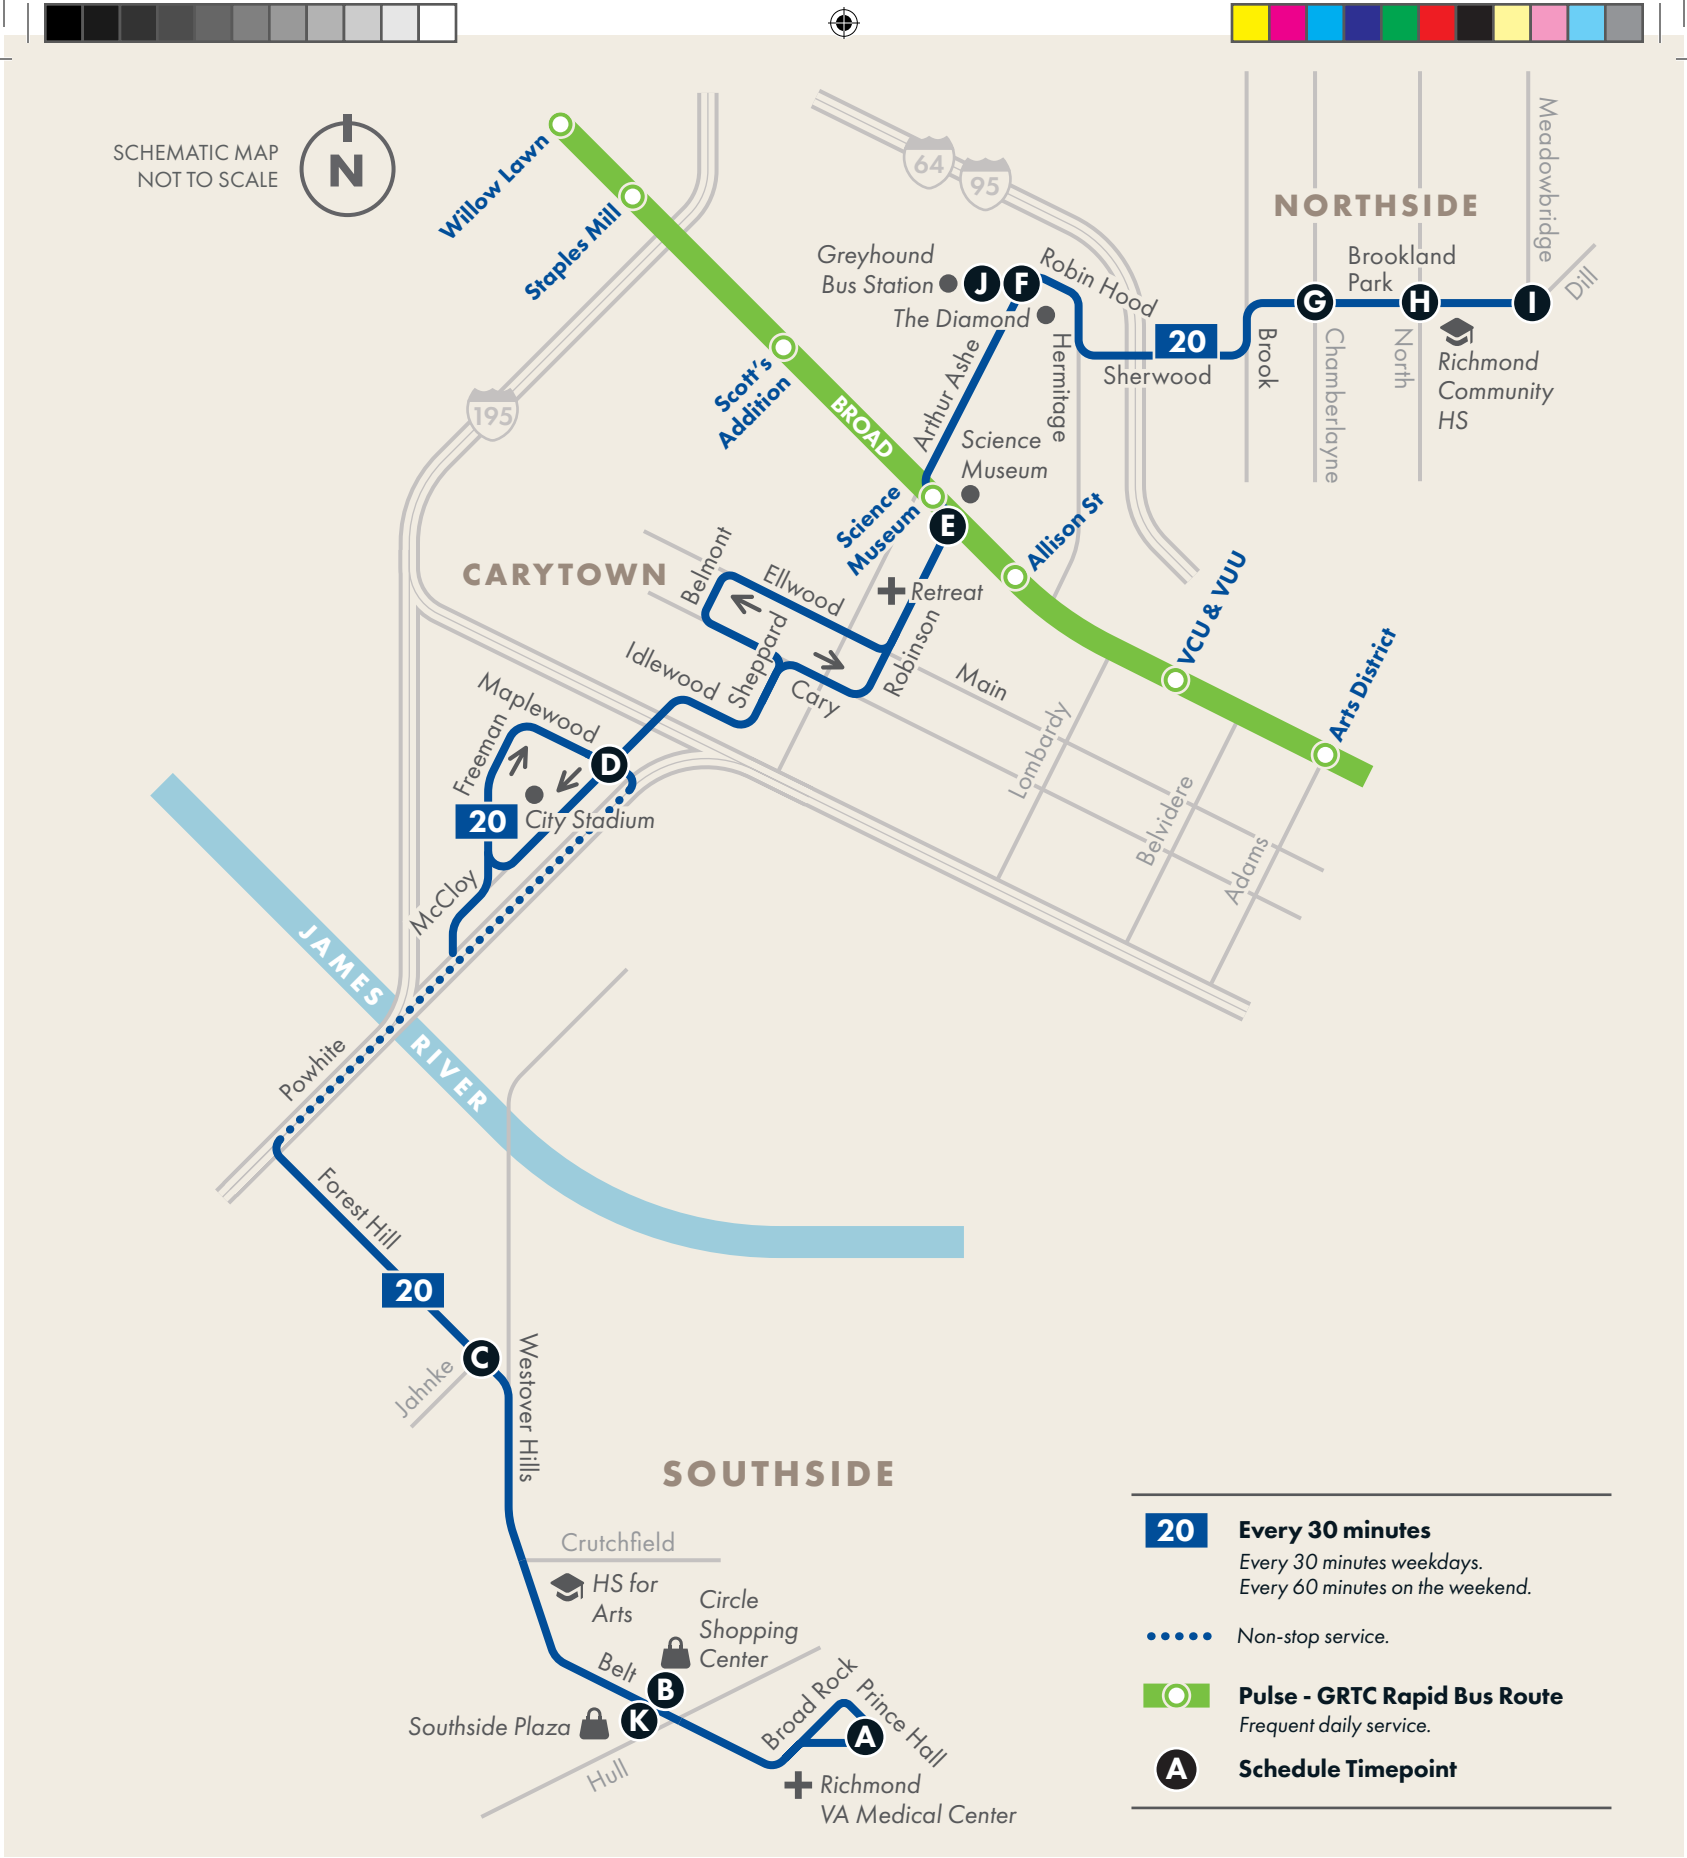 SCHEMATIC MAP
NOT TO SCALE
N
Willow Lawn
Staples Mill
Scott's
Addition
BROAD
64
95
195
NORTHSIDE
Meadowbridge
Brookland
Park
Dill
Greyhound
Bus Station
J
F
Robin Hood
The Diamond
G
H
I
20
Sherwood
Brook
Chamberlayne
North
Richmond
Community
HS
Arthur Ashe
Hermitage
Science
Museum
Science
Museum
E
Allison St
VCU & VUU
Arts District
CARYTOWN
Belmont
Ellwood
Retreat
Robinson
Sheppard
Idlewood
Cary
Main
Lombardy
Belvidere
Adams
Maplewood
Freeman
D
20
City Stadium
McCloy
JAMES
RIVER
Powhite
Forest Hill
20
C
Jahnke
Westover Hills
SOUTHSIDE
Crutchfield
HS for
Arts
Circle
Shopping
Center
Belt
B
K
Southside Plaza
Hull
Broad Rock
Prince Hall
A
Richmond
VA Medical Center
20
Every 30 minutes
Every 30 minutes weekdays.
Every 60 minutes on the weekend.
Non-stop service.
Pulse - GRTC Rapid Bus Route
Frequent daily service.
A
Schedule Timepoint